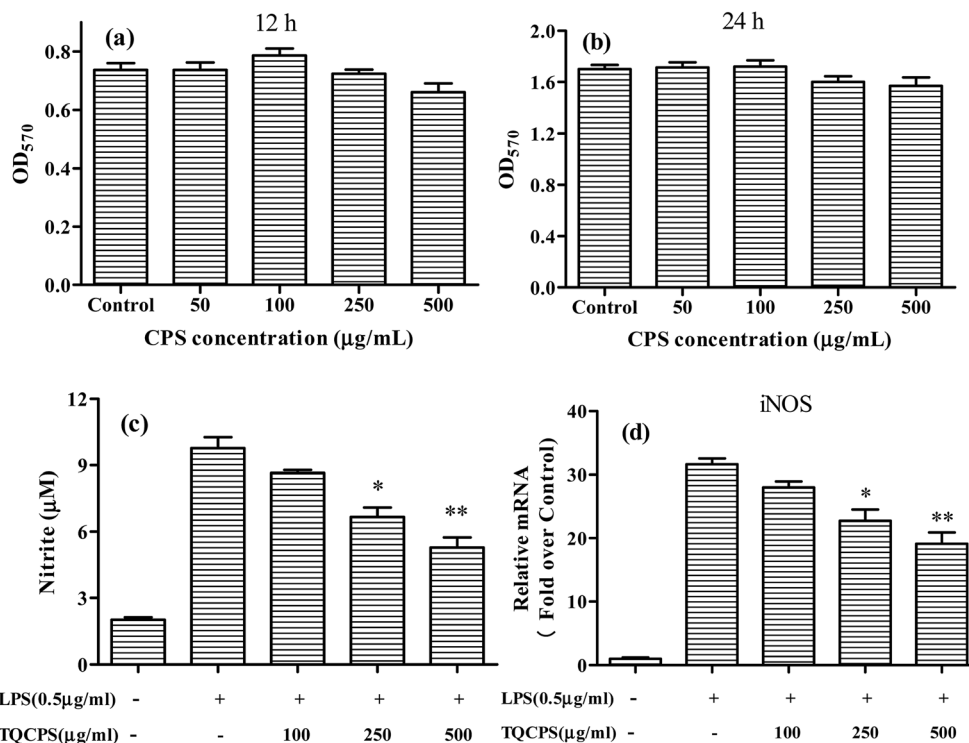 12 h
(a)
0.8
0.6
0.4
0.2
0.0
OD570
Control 50 100 250 500
CPS concentration (μg/mL)
24 h
(b)
2.0
1.6
1.2
0.8
0.4
0.0
OD570
Control 50 100 250 500
CPS concentration (μg/mL)
(c)
12
9
6
3
0
Nitrite (μM)
* **
LPS(0.5μg/ml) - + + + +
TQCPS(μg/ml) - - 100 250 500
iNOS
(d)
40
30
20
10
0
Relative mRNA
( Fold over Control)
* **
LPS(0.5μg/ml) - + + + +
TQCPS(μg/ml) - - 100 250 500